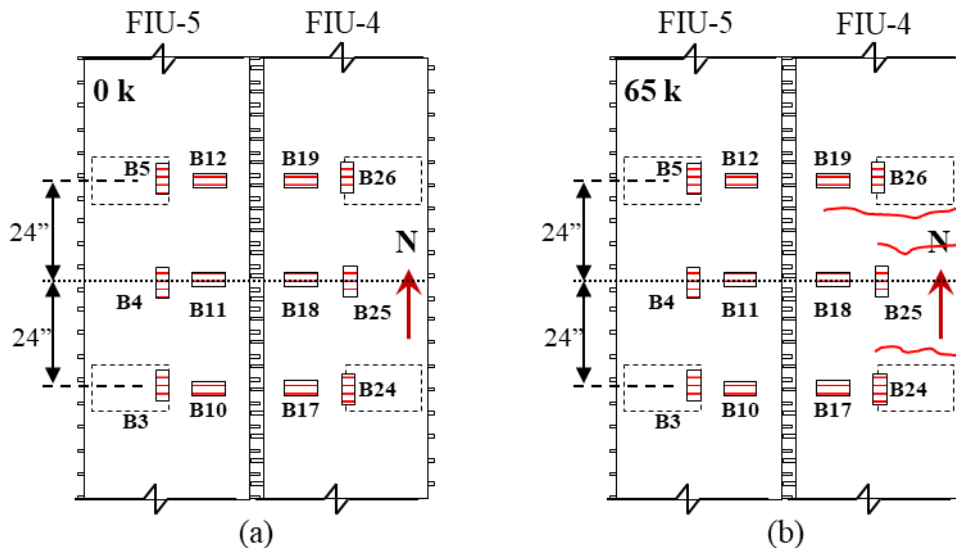 FIU-5 FIU-4
0 k
B5 B12 B19 B26
24”
N
B4 B11 B18 B25
24”
B3 B10 B17 B24
(a)
FIU-5 FIU-4
65 k
B5 B12 B19 B26
24”
N
B4 B11 B18 B25
24”
B3 B10 B17 B24
(b)